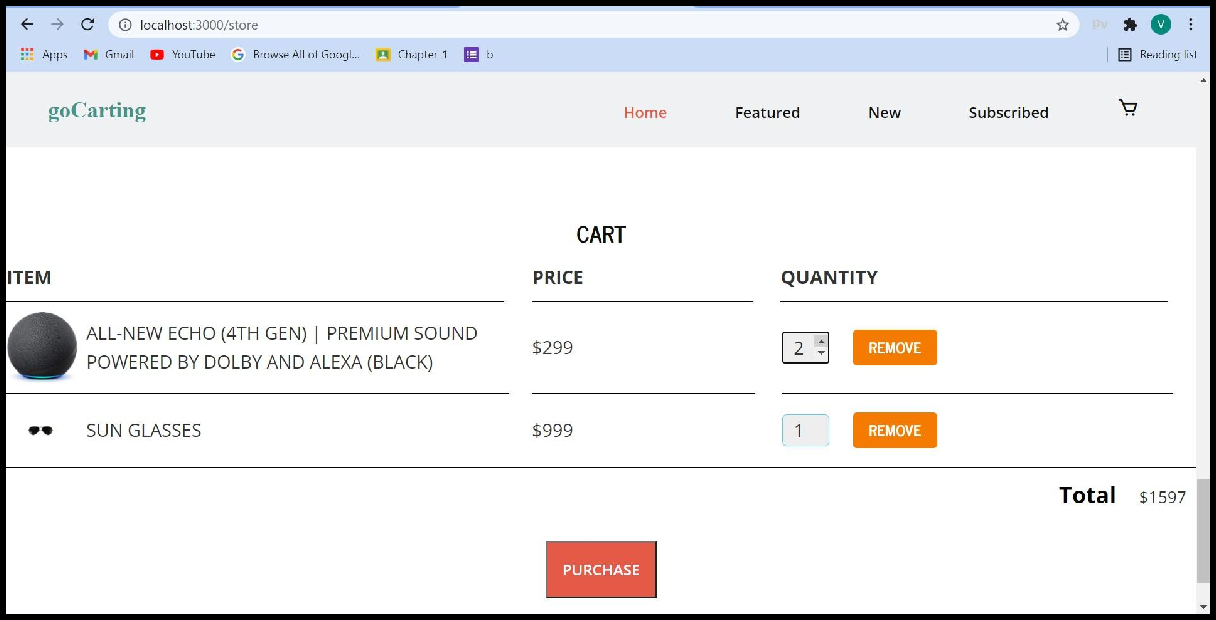 localhost:3000/store
V
Apps Gmail YouTube Browse All of Googl... Chapter 1 b Reading list
goCarting Home Featured New Subscribed
CART
ITEM PRICE QUANTITY
ALL-NEW ECHO (4TH GEN) | PREMIUM SOUND
POWERED BY DOLBY AND ALEXA (BLACK)
$299 2 REMOVE
SUN GLASSES $999 1 REMOVE
Total $1597
PURCHASE